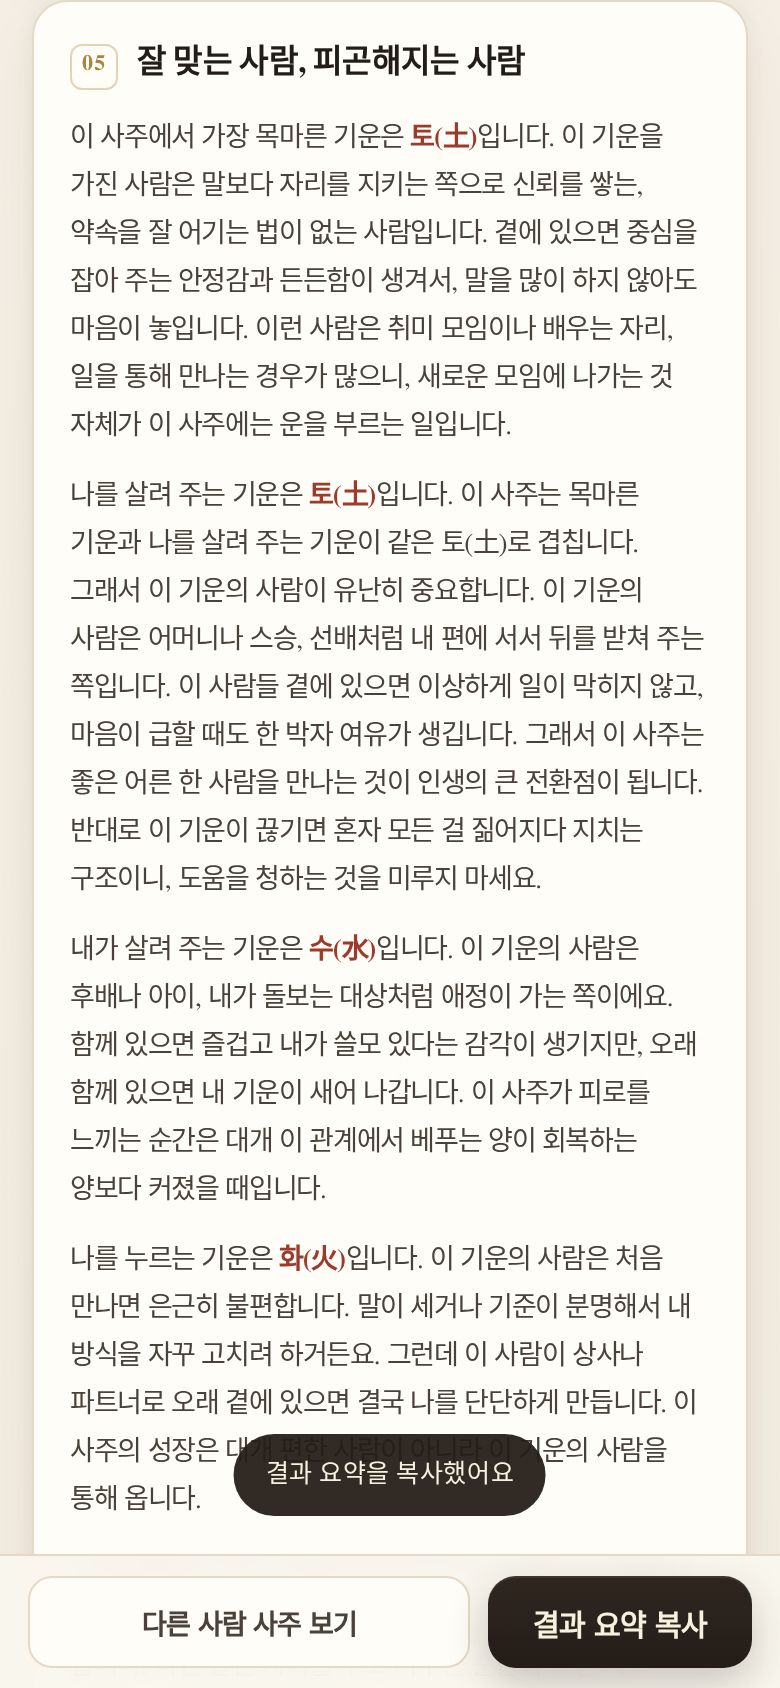 05 잘 맞는 사람, 피곤해지는 사람
이 사주에서 가장 목마른 기운은 토(土)입니다. 이 기운을
가진 사람은 말보다 자리를 지키는 쪽으로 신뢰를 쌓는,
약속을 잘 어기는 법이 없는 사람입니다. 곁에 있으면 중심을
잡아 주는 안정감과 든든함이 생겨서, 말을 많이 하지 않아도
마음이 놓입니다. 이런 사람은 취미 모임이나 배우는 자리,
일을 통해 만나는 경우가 많으니, 새로운 모임에 나가는 것
자체가 이 사주에는 운을 부르는 일입니다.
나를 살려 주는 기운은 토(土)입니다. 이 사주는 목마른
기운과 나를 살려 주는 기운이 같은 토(土)로 겹칩니다.
그래서 이 기운의 사람이 유난히 중요합니다. 이 기운의
사람은 어머니나 스승, 선배처럼 내 편에 서서 뒤를 받쳐 주는
쪽입니다. 이 사람들 곁에 있으면 이상하게 일이 막히지 않고,
마음이 급할 때도 한 박자 여유가 생깁니다. 그래서 이 사주는
좋은 어른 한 사람을 만나는 것이 인생의 큰 전환점이 됩니다.
반대로 이 기운이 끊기면 혼자 모든 걸 짊어지다 지치는
구조이니, 도움을 청하는 것을 미루지 마세요.
내가 살려 주는 기운은 수(水)입니다. 이 기운의 사람은
후배나 아이, 내가 돌보는 대상처럼 애정이 가는 쪽이에요.
함께 있으면 즐겁고 내가 쓸모 있다는 감각이 생기지만, 오래
함께 있으면 내 기운이 새어 나갑니다. 이 사주가 피로를
느끼는 순간은 대개 이 관계에서 베푸는 양이 회복하는
양보다 커졌을 때입니다.
나를 누르는 기운은 화(火)입니다. 이 기운의 사람은 처음
만나면 은근히 불편합니다. 말이 세거나 기준이 분명해서 내
방식을 자꾸 고치려 하거든요. 그런데 이 사람이 상사나
파트너로 오래 곁에 있으면 결국 나를 단단하게 만듭니다. 이
사주의 성장은 대개 편한 사람이 아니라 이 기운의 사람을
통해 옵니다.
결과 요약을 복사했어요
다른 사람 사주 보기
결과 요약 복사